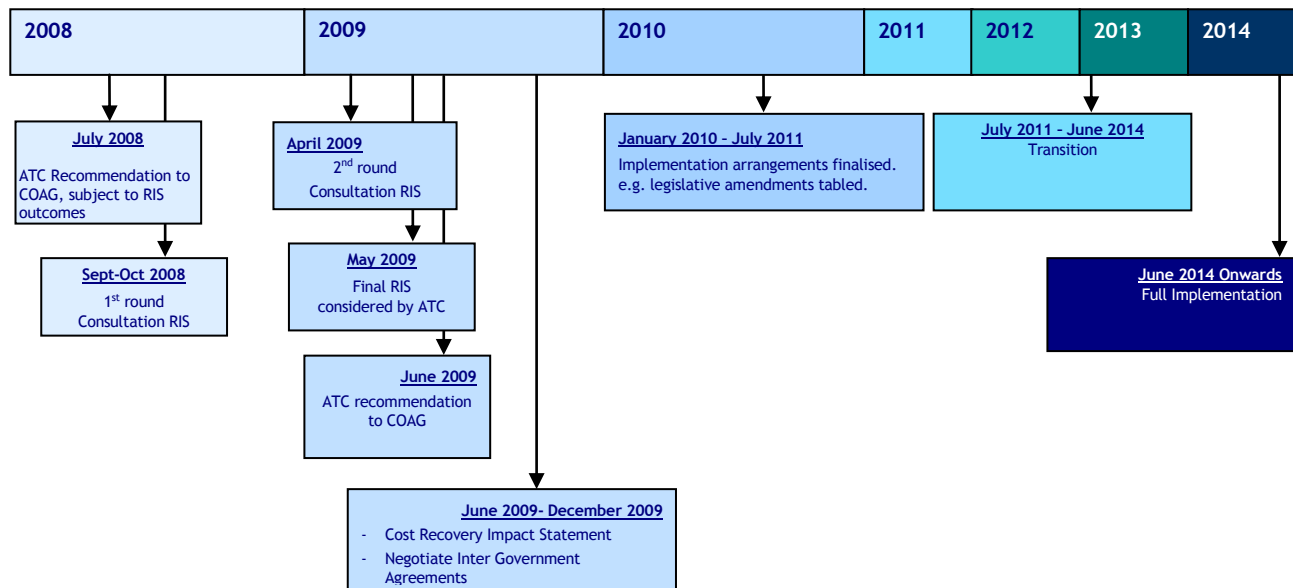 2008
2009
2010
2011
2012
2013
2014
July 2008
ATC Recommendation to
COAG, subject to RIS
outcomes
Sept-Oct 2008
1st round
Consultation RIS
April 2009
2nd round
Consultation RIS
May 2009
Final RIS
considered by ATC
June 2009
ATC recommendation
to COAG
June 2009- December 2009
- Cost Recovery Impact Statement
- Negotiate Inter Government
Agreements
January 2010 - July 2011
Implementation arrangements finalised.
e.g. legislative amendments tabled.
July 2011 - June 2014
Transition
June 2014 Onwards
Full Implementation